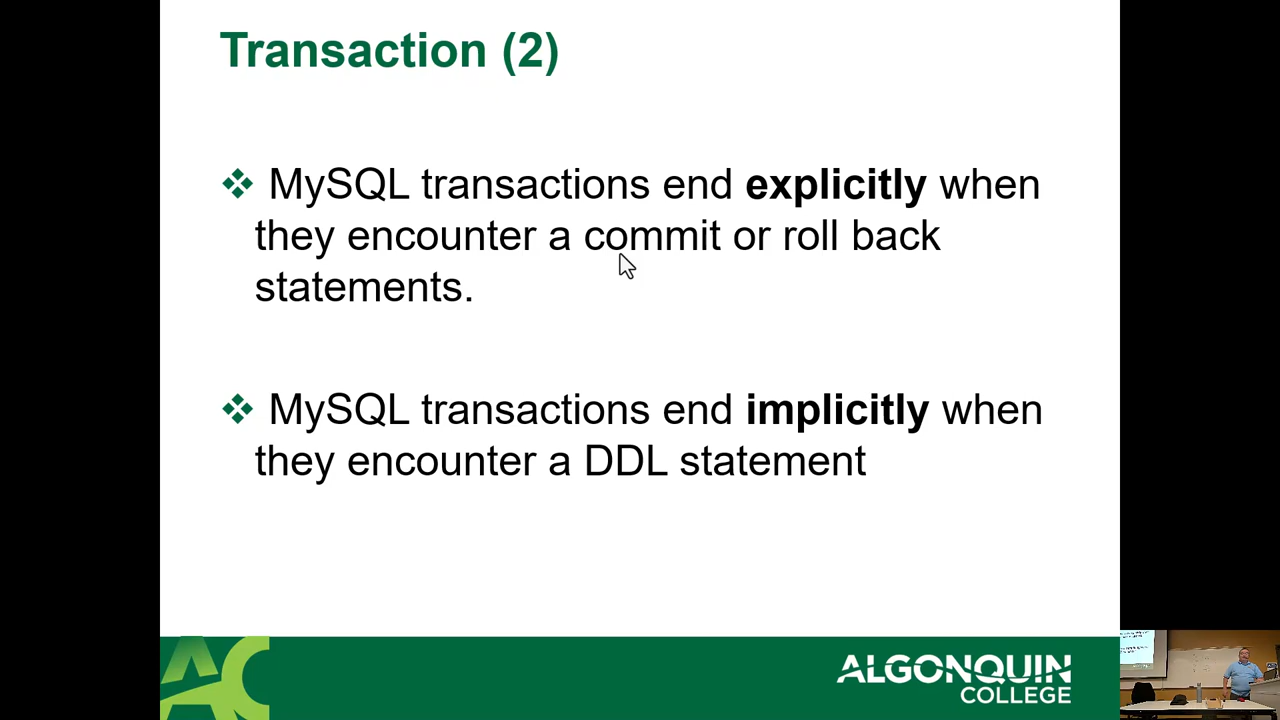 Transaction (2)
❖ MySQL transactions end explicitly when
they encounter a commit or roll back
statements.
❖ MySQL transactions end implicitly when
they encounter a DDL statement
AC
ALGONQUIN
COLLEGE